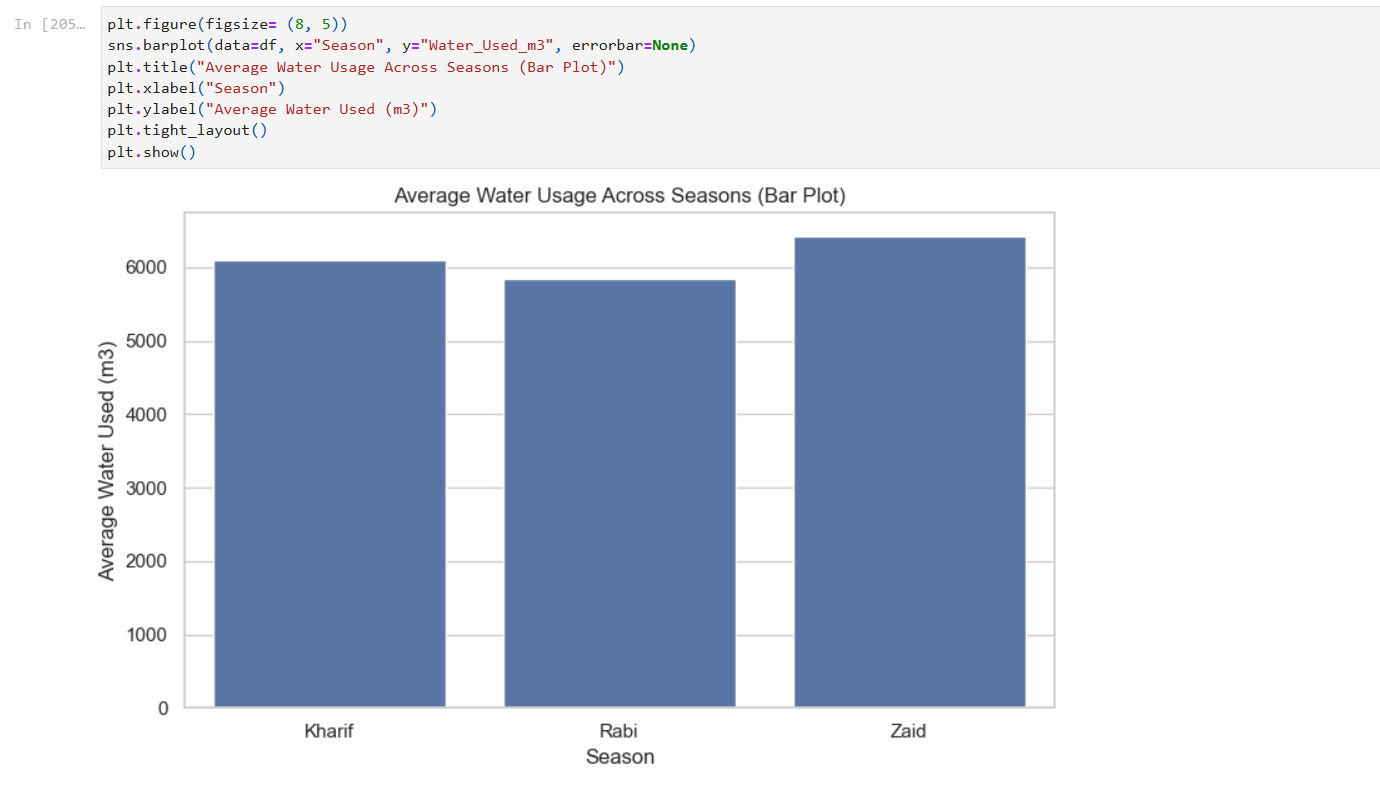 In [205…
plt.figure(figsize= (8, 5))
sns.barplot(data=df, x="Season", y="Water_Used_m3", errorbar=None)
plt.title("Average Water Usage Across Seasons (Bar Plot)")
plt.xlabel("Season")
plt.ylabel("Average Water Used (m3)")
plt.tight_layout()
plt.show()
Average Water Usage Across Seasons (Bar Plot)
Average Water Used (m3)
6000
5000
4000
3000
2000
1000
0
Kharif Rabi Zaid
Season